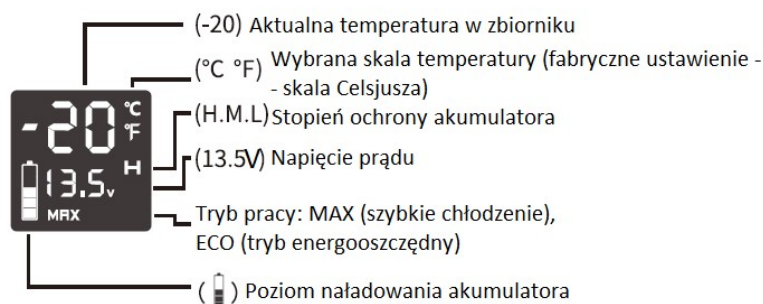 (-20) Aktualna temperatura w zbiorniku
(°C °F) Wybrana skala temperatury (fabryczne ustawienie -
- skala Celsjusza)
(H.M.L) Stopień ochrony akumulatora
(13.5V) Napięcie prądu
Tryb pracy: MAX (szybkie chłodzenie),
ECO (tryb energooszczędny)
( ) Poziom naładowania akumulatora
-20 °C
°F
H
13.5v
MAX